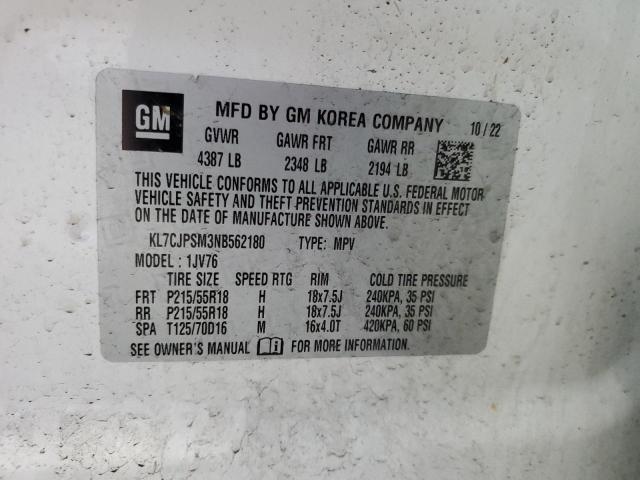 GM MFD BY GM KOREA COMPANY 10/22
GVWR GAWR FRT GAWR RR
4387 LB 2348 LB 2194 LB
THIS VEHICLE CONFORMS TO ALL APPLICABLE U.S. FEDERAL MOTOR
VEHICLE SAFETY AND THEFT PREVENTION STANDARDS IN EFFECT
ON THE DATE OF MANUFACTURE SHOWN ABOVE.
KL7CJPSM3NB562180 TYPE: MPV
MODEL : 1JV76
TIRE SIZE SPEED RTG RIM COLD TIRE PRESSURE
FRT P215/55R18 H 18x7.5J 240KPA, 35 PSI
RR P215/55R18 H 18x7.5J 240KPA, 35 PSI
SPA T125/70D16 M 16x4.0T 420KPA, 60 PSI
SEE OWNER'S MANUAL FOR MORE INFORMATION.